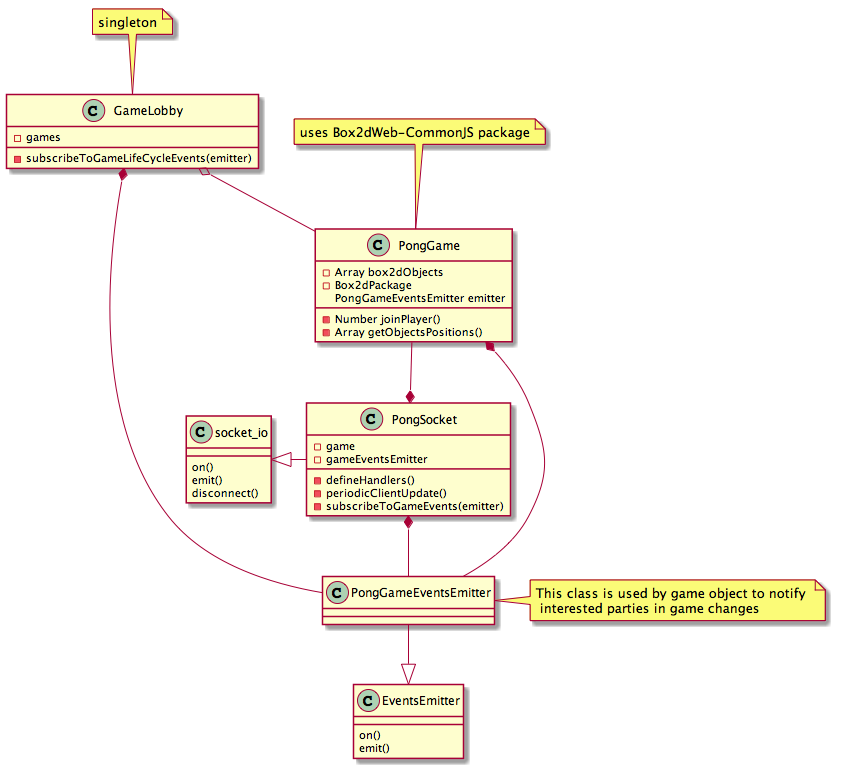 singleton
C GameLobby
games
subscribeToGameLifeCycleEvents(emitter)
uses Box2dWeb-CommonJS package
C PongGame
Array box2dObjects
Box2dPackage
PongGameEventsEmitter emitter
Number joinPlayer()
Array getObjectsPositions()
C PongSocket
game
gameEventsEmitter
defineHandlers()
periodicClientUpdate()
subscribeToGameEvents(emitter)
C socket_io
on()
emit()
disconnect()
C PongGameEventsEmitter
This class is used by game object to notify
interested parties in game changes
C EventsEmitter
on()
emit()